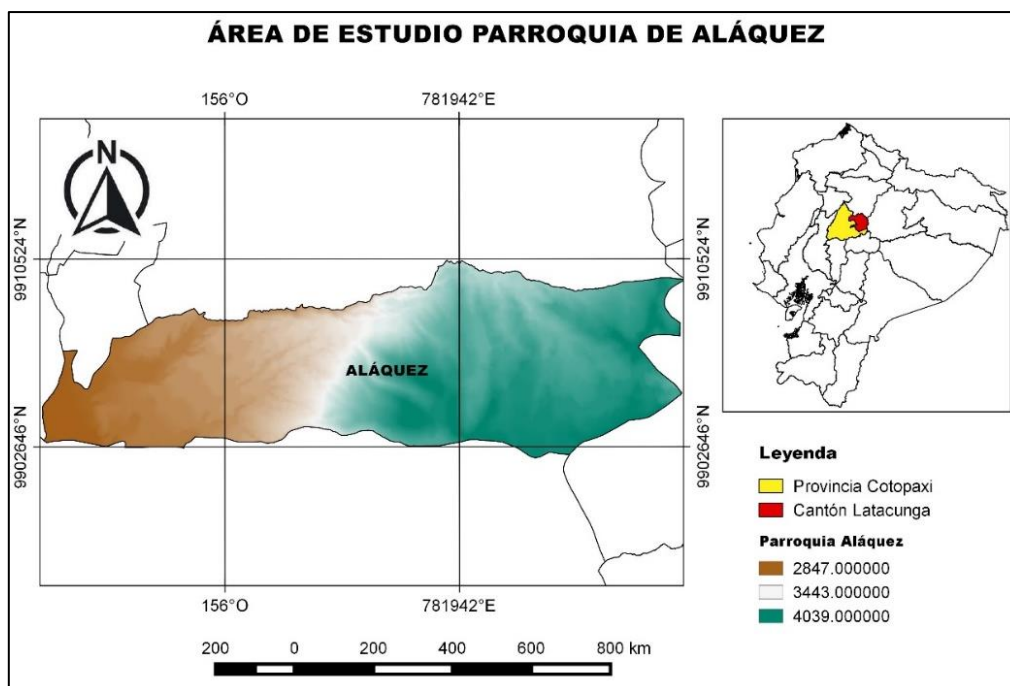 ÁREA DE ESTUDIO PARROQUIA DE ALÁQUEZ
156°O 781942°E
N
9910524°N 9910524°N
ALÁQUEZ
9902646°N 9902646°N
156°O 781942°E
200 0 200 400 600 800 km
Leyenda
Provincia Cotopaxi
Cantón Latacunga
Parroquia Aláquez
2847.000000
3443.000000
4039.000000